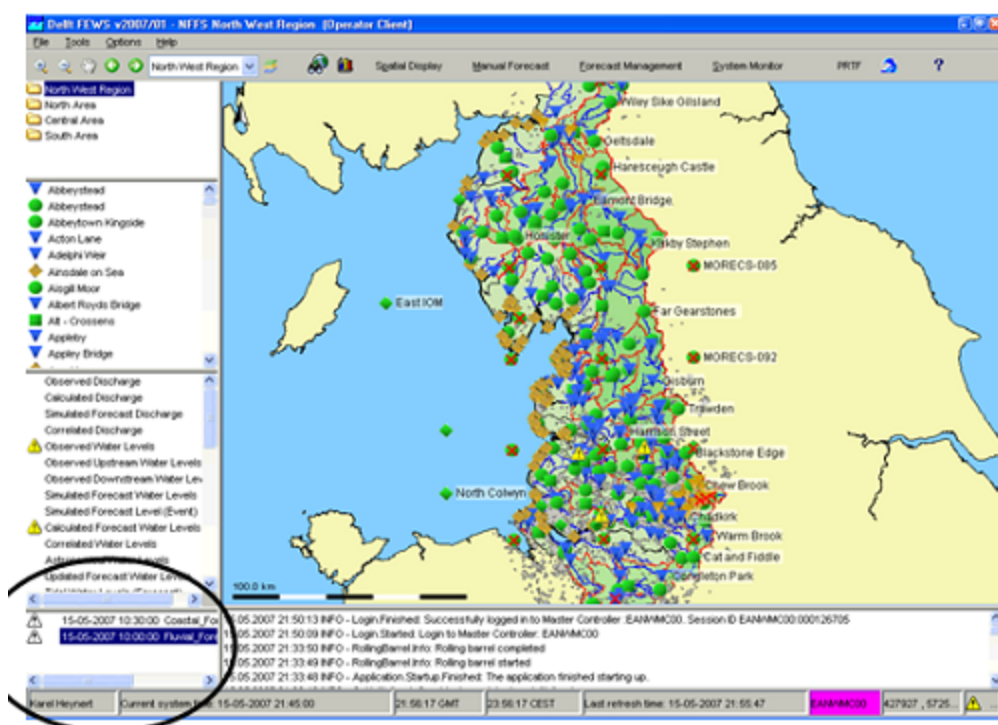 Delft FEWS v2007/01 - NFFS North West Region (Operator Client)
File Tools Options Help
North West Region Spatial Display Manual Forecast Forecast Management System Monitor PRTF ?
North West Region
North Area
Central Area
South Area
Abbeystead
Abbeystead
Abbeytown Kingside
Acton Lane
Adelphi Weir
Ainsdale on Sea
Aisgill Moor
Albert Royds Bridge
Alt - Crossens
Appleby
Appley Bridge
Observed Discharge
Calculated Discharge
Simulated Forecast Discharge
Correlated Discharge
Observed Water Levels
Observed Upstream Water Levels
Observed Downstream Water Lev
Simulated Forecast Water Levels
Simulated Forecast Level (Event)
Calculated Forecast Water Levels
Correlated Water Levels
Updated Forecast Water Leve
Wiley Sike Gilsland
Geltsdale
Haresceugh Castle
Eamont Bridge
Honister
Kirkby Stephen
MORECS-085
East IOM
Far Gearstones
MORECS-092
Gisburn
Trawden
Harrison Street
Blackstone Edge
Chew Brook
North Colwyn
Chadkirk
Warm Brook
Cat and Fiddle
Congleton Park
100.0 km
15-05-2007 10:30:00 Coastal_Fo
15-05-2007 10:00:00 Fluvial_Fore
05.2007 21:50:13 INFO - Login.Finished: Successfully logged in to Master Controller :EANWMC00. Session ID EANWMC00:000126705
05.2007 21:50:09 INFO - Login.Started: Login to Master Controller: EANWMC00
05.2007 21:33:50 INFO - RollingBarrel.Info: Rolling barrel completed
05.2007 21:33:49 INFO - RollingBarrel.Info: Rolling barrel started
05.2007 21:33:48 INFO - Application.Startup.Finished: The application finished starting up.
Karel Heynert Current system time: 15-05-2007 21:45:00 21:56:17 GMT 23:56:17 CEST Last refresh time: 15-05-2007 21:55:47 EANWMC00 427927 , 5725...